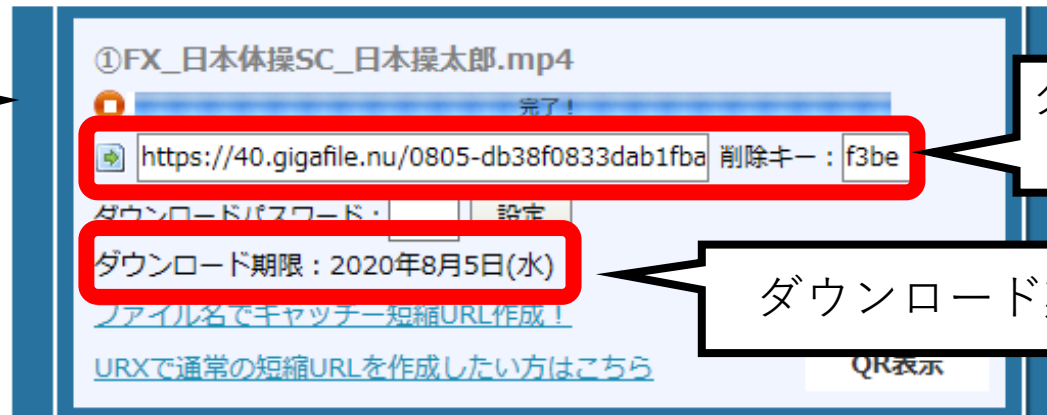 ①FX_日本体操SC_日本操太郎.mp4
完了！
https://40.gigafile.nu/0805-db38f0833dab1fba 削除キー：f3be
ダウンロードパスワード： 設定
ダウンロード期限：2020年8月5日(水)
ダウンロード
ファイル名でキャッチー短縮URL作成！
URXで通常の短縮URLを作成したい方はこちら
QR表示